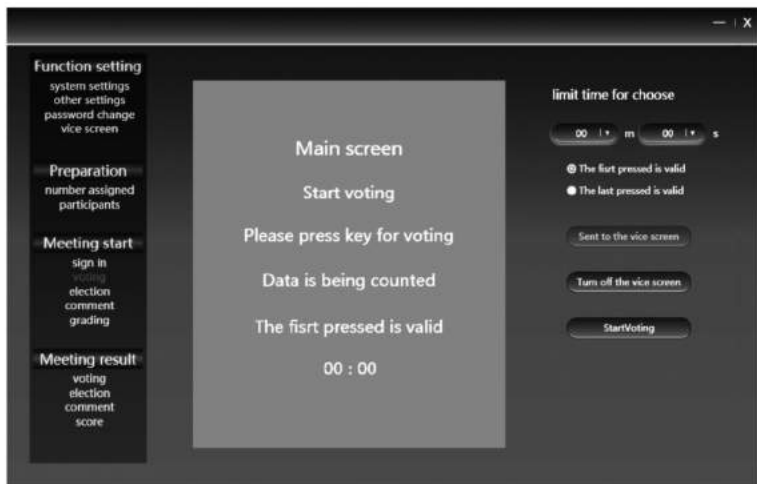 — | X
Function setting
system settings
other settings
password change
vice screen
Preparation
number assigned
participants
Meeting start
sign in
voting
election
comment
grading
Meeting result
voting
election
comment
score
Main screen
Start voting
Please press key for voting
Data is being counted
The fisrt pressed is valid
00 : 00
limit time for choose
00 m 00 s
The fisrt pressed is valid
The last pressed is valid
Sent to the vice screen
Turn off the vice screen
StartVoting